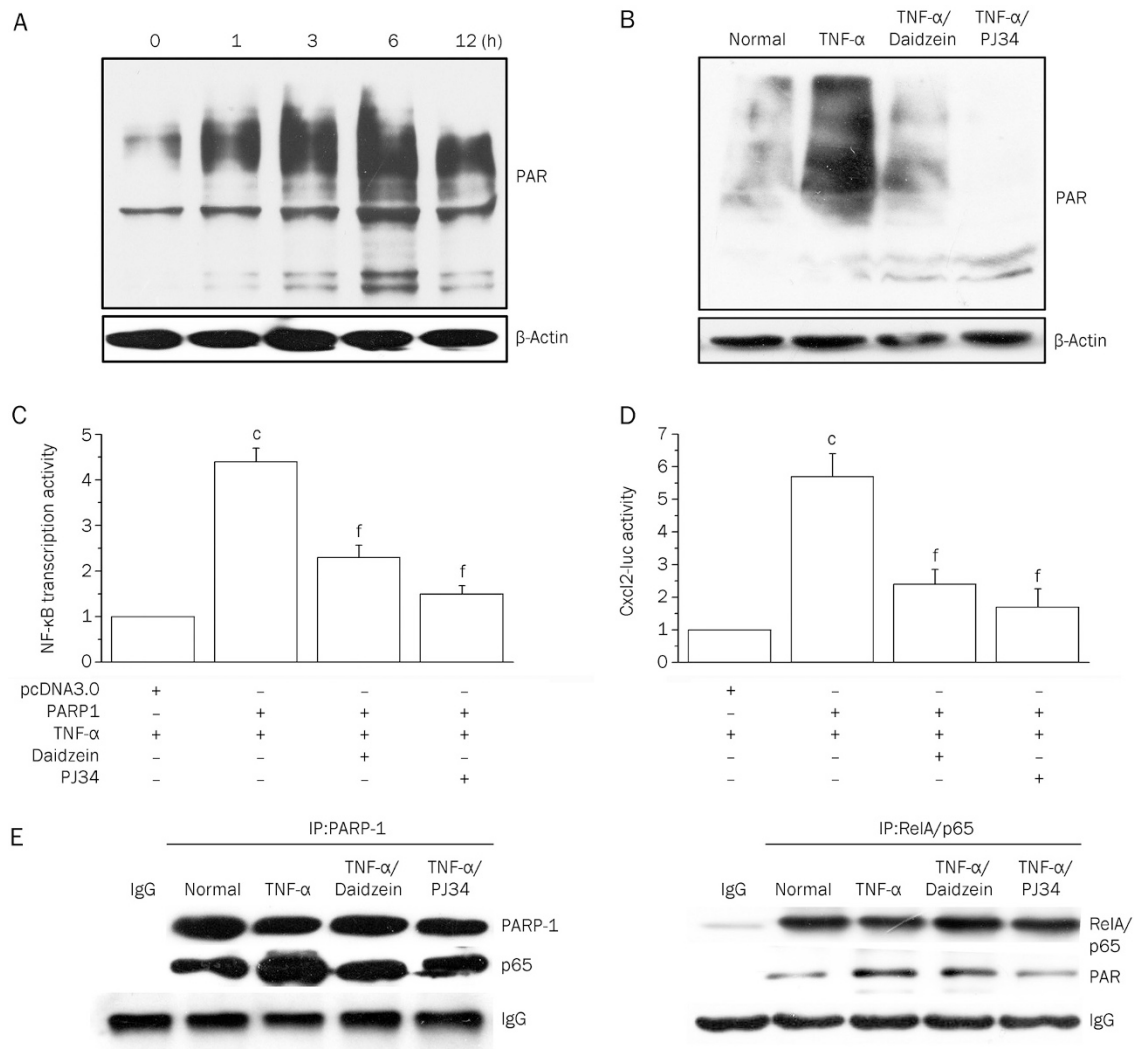 A
0 1 3 6 12 (h)
PAR
β-Actin
B
Normal TNF-α TNF-α/ Daidzein TNF-α/ PJ34
PAR
β-Actin
C
NF-κB transcription activity
5
4
3
2
1
0
c
f
f
pcDNA3.0 + – – –
PARP1 – + + +
TNF-α + + + +
Daidzein – – + –
PJ34 – – – +
D
Cxcl2-luc activity
7
6
5
4
3
2
1
0
c
f
f
+ – – –
– + + +
+ + + +
– – + –
– – – +
E
IP:PARP-1
IgG Normal TNF-α TNF-α/ Daidzein TNF-α/ PJ34
PARP-1
p65
IgG
IP:RelA/p65
IgG Normal TNF-α TNF-α/ Daidzein TNF-α/ PJ34
RelA/
p65
PAR
IgG